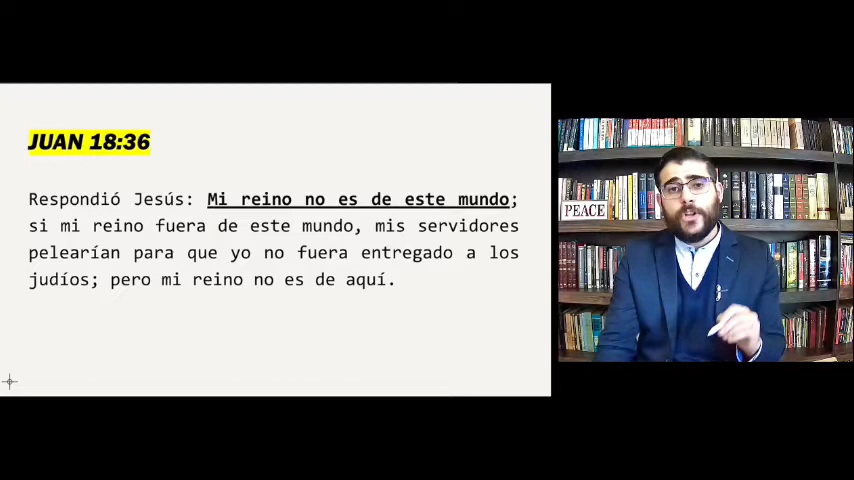 JUAN 18:36
Respondió Jesús: Mi reino no es de este mundo;
si mi reino fuera de este mundo, mis servidores
pelearían para que yo no fuera entregado a los
judíos; pero mi reino no es de aquí.
PEACE